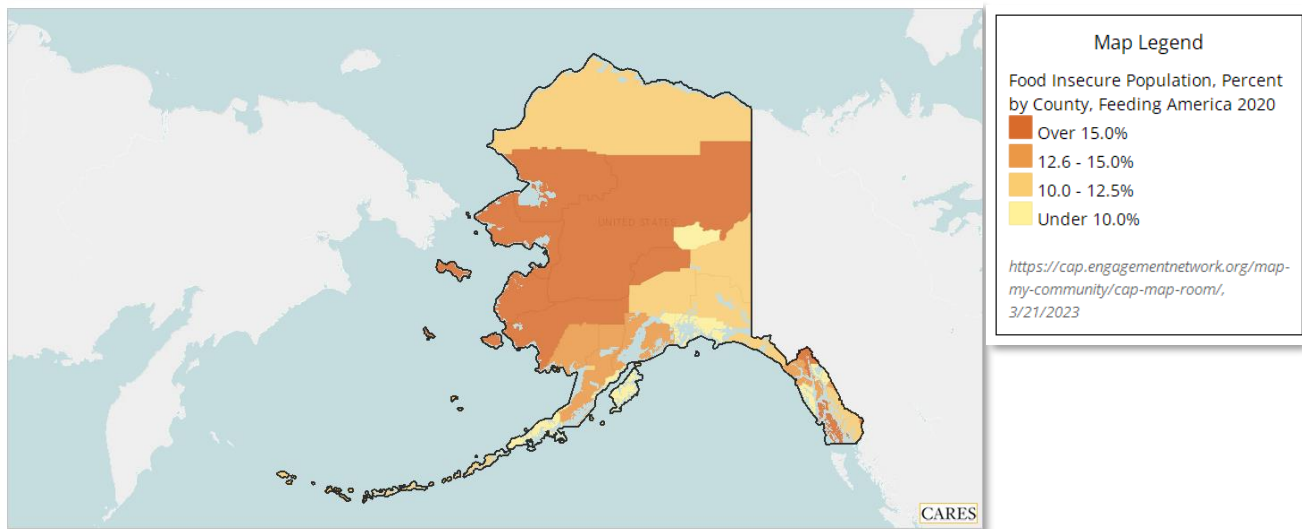 Map Legend
Food Insecure Population, Percent
by County, Feeding America 2020
Over 15.0%
12.6 - 15.0%
10.0 - 12.5%
Under 10.0%
https://cap.engagementnetwork.org/map-
my-community/cap-map-room/,
3/21/2023
UNITED STATES
CARES